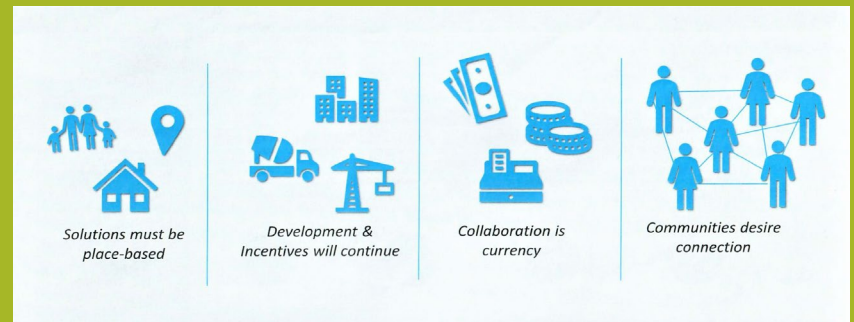 Solutions must be
place-based
Development &
Incentives will continue
Collaboration is
currency
Communities desire
connection